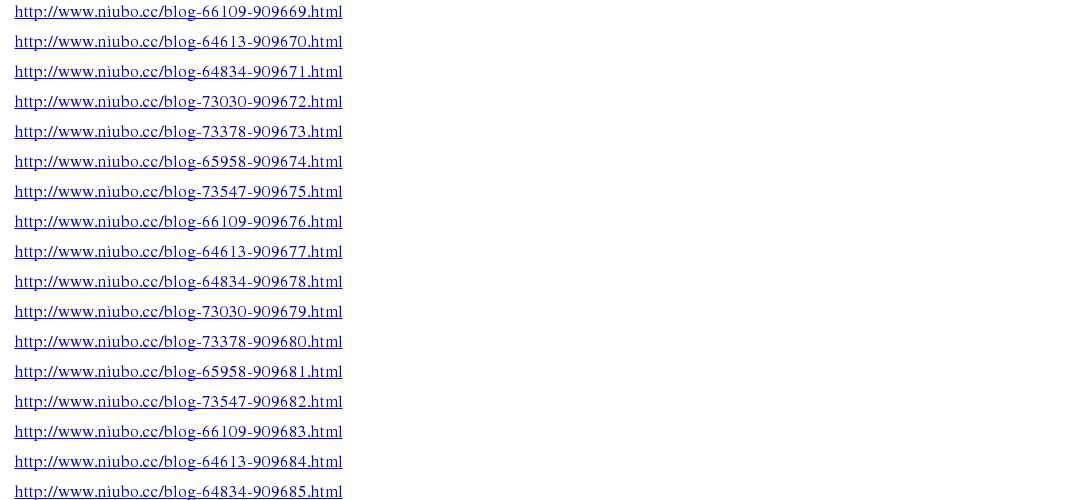 http://www.niubo.cc/blog-66109-909669.html
http://www.niubo.cc/blog-64613-909670.html
http://www.niubo.cc/blog-64834-909671.html
http://www.niubo.cc/blog-73030-909672.html
http://www.niubo.cc/blog-73378-909673.html
http://www.niubo.cc/blog-65958-909674.html
http://www.niubo.cc/blog-73547-909675.html
http://www.niubo.cc/blog-66109-909676.html
http://www.niubo.cc/blog-64613-909677.html
http://www.niubo.cc/blog-64834-909678.html
http://www.niubo.cc/blog-73030-909679.html
http://www.niubo.cc/blog-73378-909680.html
http://www.niubo.cc/blog-65958-909681.html
http://www.niubo.cc/blog-73547-909682.html
http://www.niubo.cc/blog-66109-909683.html
http://www.niubo.cc/blog-64613-909684.html
http://www.niubo.cc/blog-64834-909685.html